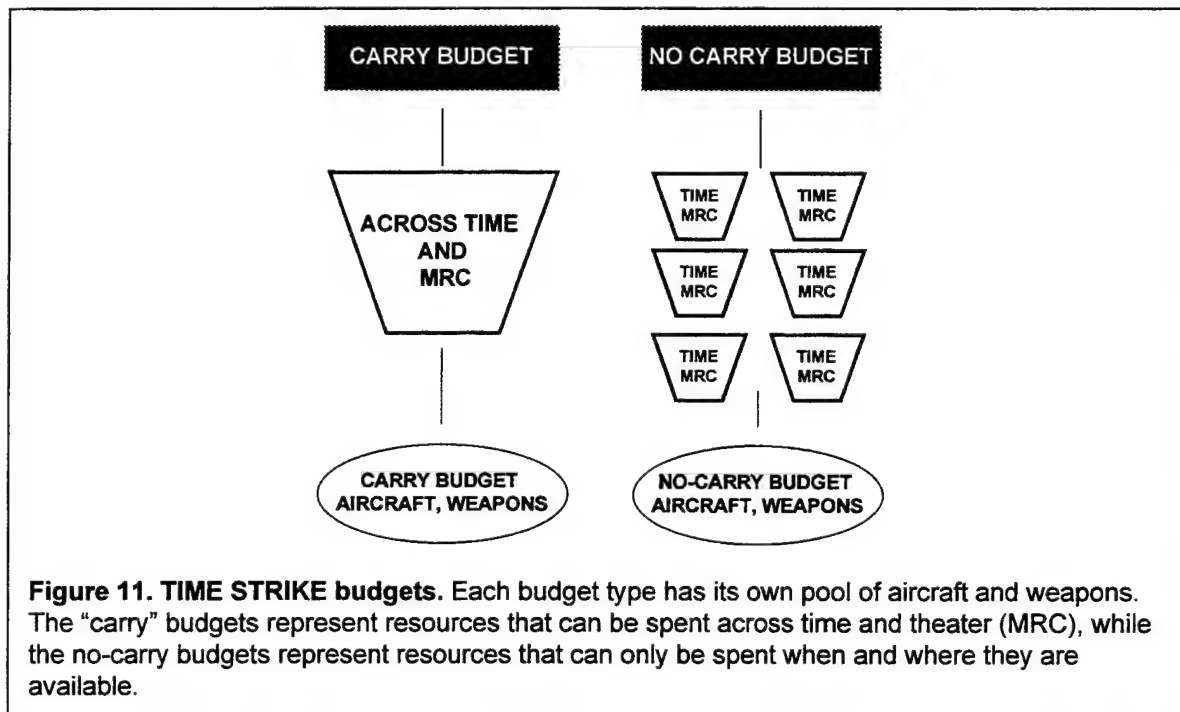 CARRY BUDGET
NO CARRY BUDGET
ACROSS TIME
AND
MRC
TIME
MRC
TIME
MRC
TIME
MRC
TIME
MRC
TIME
MRC
TIME
MRC
CARRY BUDGET
AIRCRAFT, WEAPONS
NO-CARRY BUDGET
AIRCRAFT, WEAPONS
Figure 11. TIME STRIKE budgets. Each budget type has its own pool of aircraft and weapons.
The “carry” budgets represent resources that can be spent across time and theater (MRC), while
the no-carry budgets represent resources that can only be spent when and where they are
available.